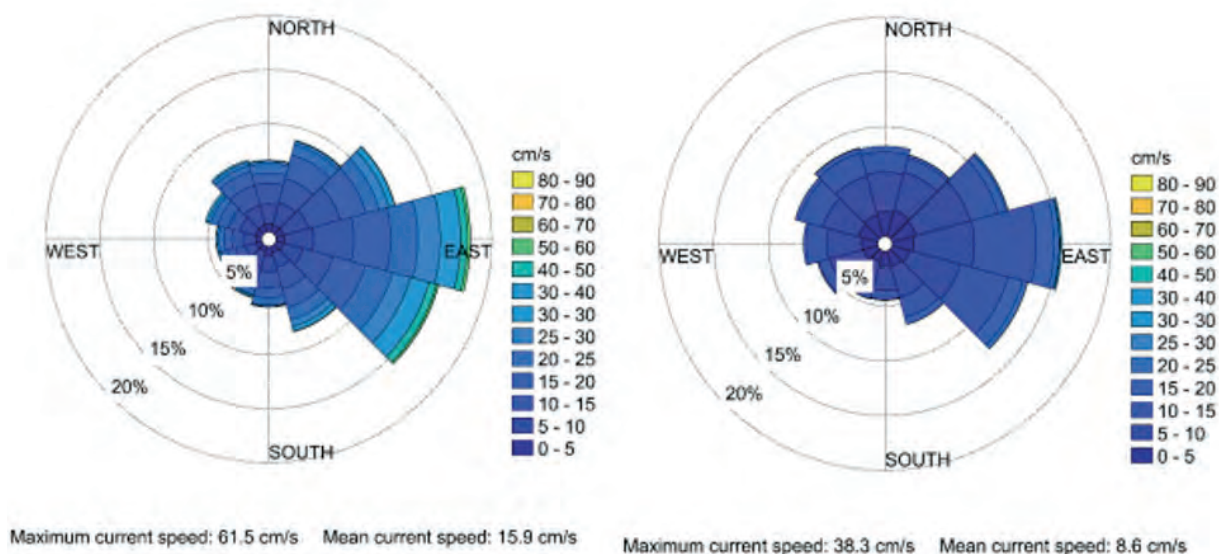 NORTH
WEST
EAST
SOUTH
5%
10%
15%
20%
cm/s
80 - 90
70 - 80
60 - 70
50 - 60
40 - 50
30 - 40
30 - 30
25 - 30
20 - 25
15 - 20
10 - 15
5 - 10
0 - 5
Maximum current speed: 61.5 cm/s Mean current speed: 15.9 cm/s
NORTH
WEST
EAST
SOUTH
5%
10%
15%
20%
cm/s
80 - 90
70 - 80
60 - 70
50 - 60
40 - 50
30 - 40
30 - 30
25 - 30
20 - 25
15 - 20
10 - 15
5 - 10
0 - 5
Maximum current speed: 38.3 cm/s Mean current speed: 8.6 cm/s